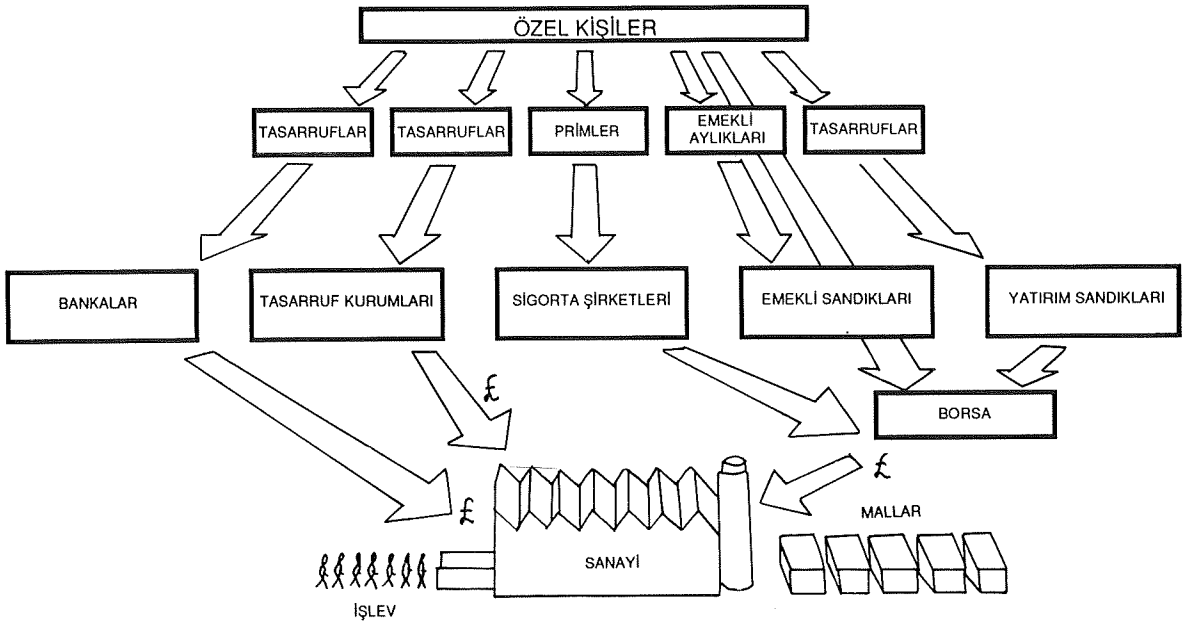 ÖZEL KİŞİLER
TASARRUFLAR
TASARRUFLAR
PRİMLER
EMEKLİ
AYLIKLARI
TASARRUFLAR
BANKALAR
TASARRUF KURUMLARI
SİGORTA ŞİRKETLERİ
EMEKLİ SANDIKLARI
YATIRIM SANDIKLARI
£
BORSA
£
£
MALLAR
SANAYİ
İŞLEV